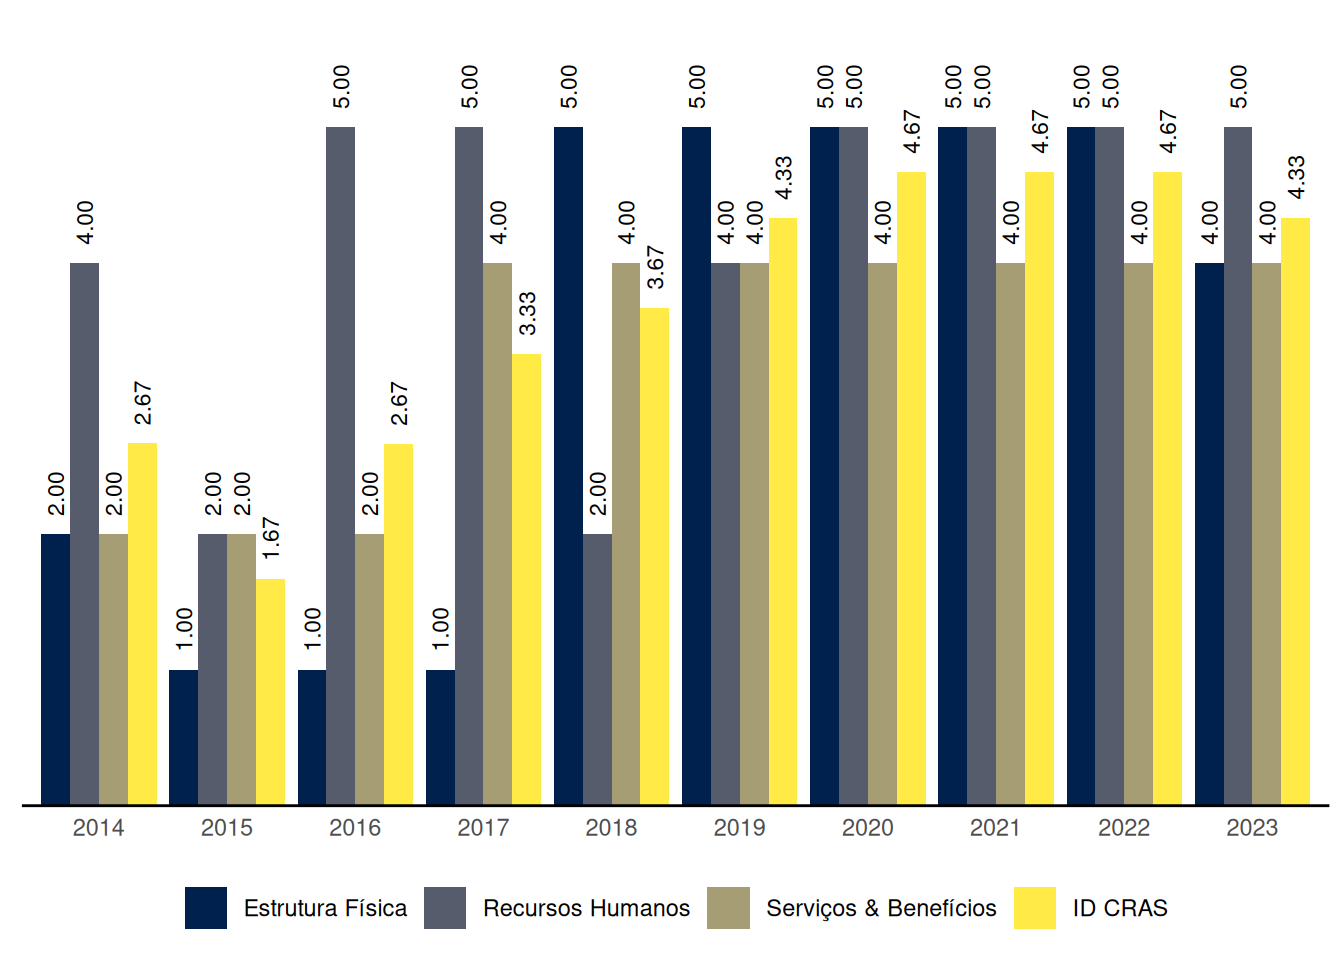 2.00 4.00 2.00 2.67
1.00 2.00 2.00 1.67
1.00 5.00 2.00 2.67
1.00 5.00 4.00 3.33
5.00 2.00 4.00 3.67
5.00 4.00 4.00 4.33
5.00 5.00 4.00 4.67
5.00 5.00 4.00 4.67
5.00 5.00 4.00 4.67
4.00 5.00 4.00 4.33
2014 2015 2016 2017 2018 2019 2020 2021 2022 2023
Estrutura Física Recursos Humanos Serviços & Benefícios ID CRAS